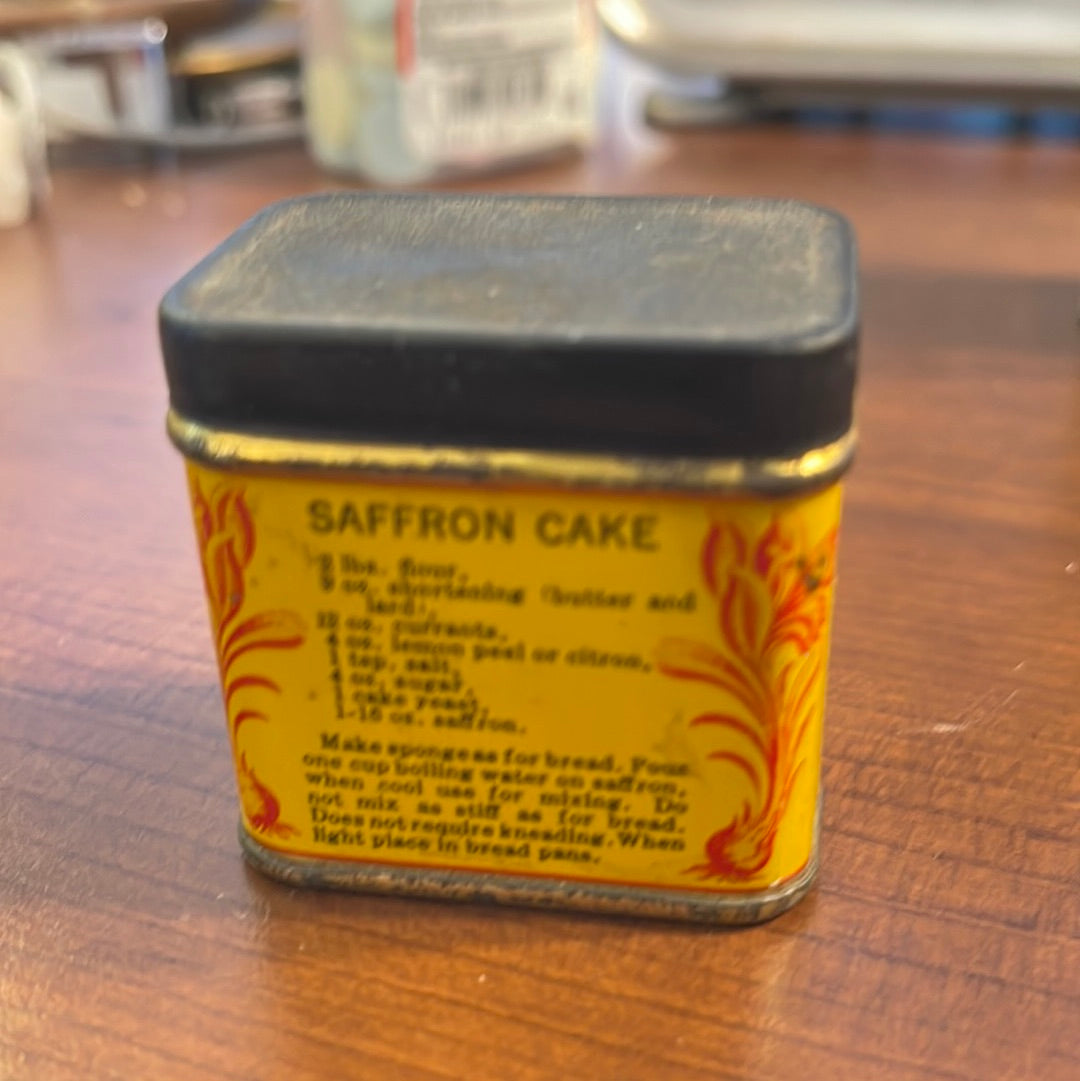 SAFFRON CAKE
2 lbs. flour,
9 oz. shortening (butter and
lard),
12 oz. currants,
4 oz. lemon peel or citron,
1 tsp. salt,
4 oz. sugar,
1 cake yeast,
1-16 oz. saffron.
Make sponge as for bread. Pour
one cup boiling water on saffron,
when cool use for mixing. Do
not mix as stiff as for bread.
Does not require kneading. When
light place in bread pans.